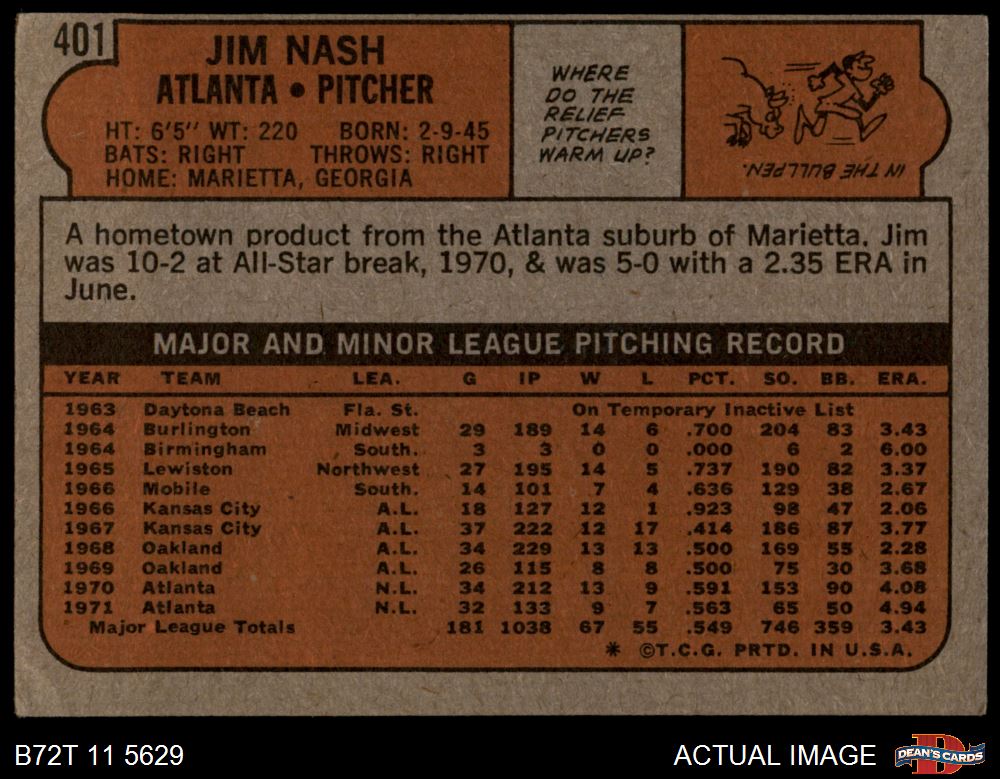 401
JIM NASH
ATLANTA • PITCHER
HT: 6'5" WT: 220 BORN: 2-9-45
BATS: RIGHT THROWS: RIGHT
HOME: MARIETTA, GEORGIA
WHERE
DO THE
RELIEF
PITCHERS
WARM UP?
IN THE BULLPEN.
A hometown product from the Atlanta suburb of Marietta. Jim
was 10-2 at All-Star break, 1970, & was 5-0 with a 2.35 ERA in
June.
MAJOR AND MINOR LEAGUE PITCHING RECORD
YEAR TEAM LEA. G IP W L PCT. SO. BB. ERA.
1963 Daytona Beach Fla. St. On Temporary Inactive List
1964 Burlington Midwest 29 189 14 6 .700 204 83 3.43
1964 Birmingham South. 3 3 0 0 .000 6 2 6.00
1965 Lewiston Northwest 27 195 14 5 .737 190 82 3.37
1966 Mobile South. 14 101 7 4 .636 129 38 2.67
1966 Kansas City A.L. 18 127 12 1 .923 98 47 2.06
1967 Kansas City A.L. 37 222 12 17 .414 186 87 3.77
1968 Oakland A.L. 34 229 13 13 .500 169 55 2.28
1969 Oakland A.L. 26 115 8 8 .500 75 30 3.68
1970 Atlanta N.L. 34 212 13 9 .591 153 90 4.08
1971 Atlanta N.L. 32 133 9 7 .563 65 50 4.94
Major League Totals 181 1038 67 55 .549 746 359 3.43
* ©T.C.G. PRTD. IN U.S.A.
B72T 11 5629
ACTUAL IMAGE
D
DEAN'S CARDS